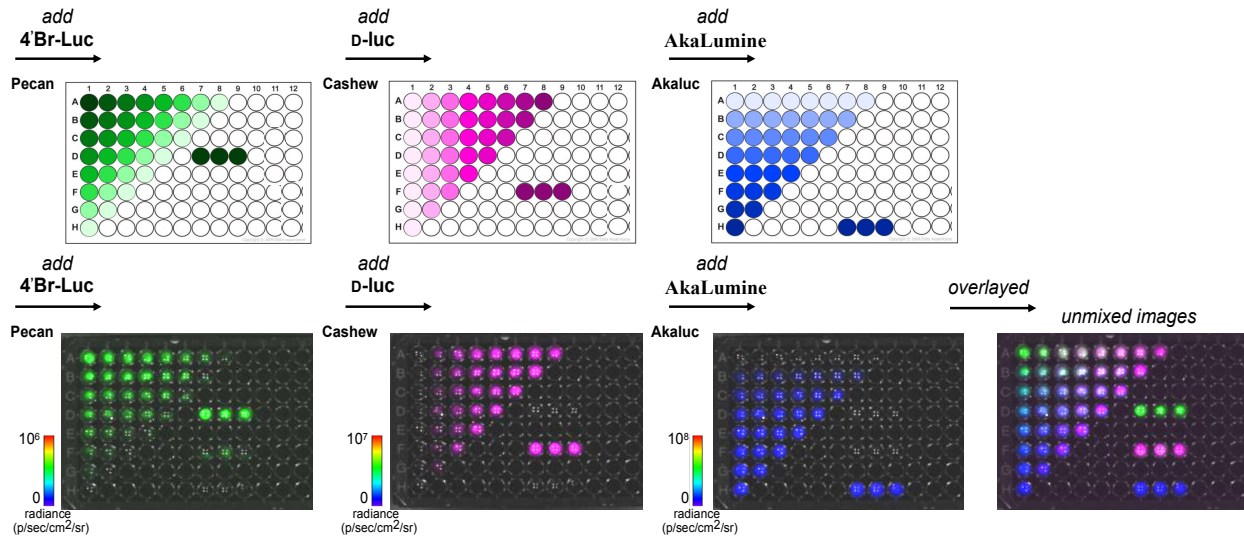 add
4'Br-Luc
add
D-luc
add
AkaLumine
Pecan
Cashew
Akaluc
1 2 3 4 5 6 7 8 9 10 11 12
A
B
C
D
E
F
G
H
1 2 3 4 5 6 7 8 9 10 11 12
A
B
C
D
E
F
G
H
1 2 3 4 5 6 7 8 9 10 11 12
A
B
C
D
E
F
G
H
add
4'Br-Luc
add
D-luc
add
AkaLumine
overlayed
unmixed images
Pecan
Cashew
Akaluc
10⁶
0
radiance
(p/sec/cm²/sr)
10⁷
0
radiance
(p/sec/cm²/sr)
10⁸
0
radiance
(p/sec/cm²/sr)